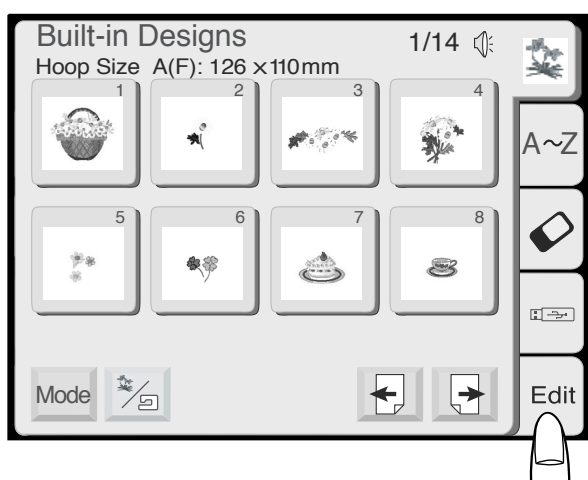 Built-in Designs 1/14
Hoop Size A(F): 126 ×110mm
1 2 3 4
A~Z
5 6 7 8
Mode
Edit